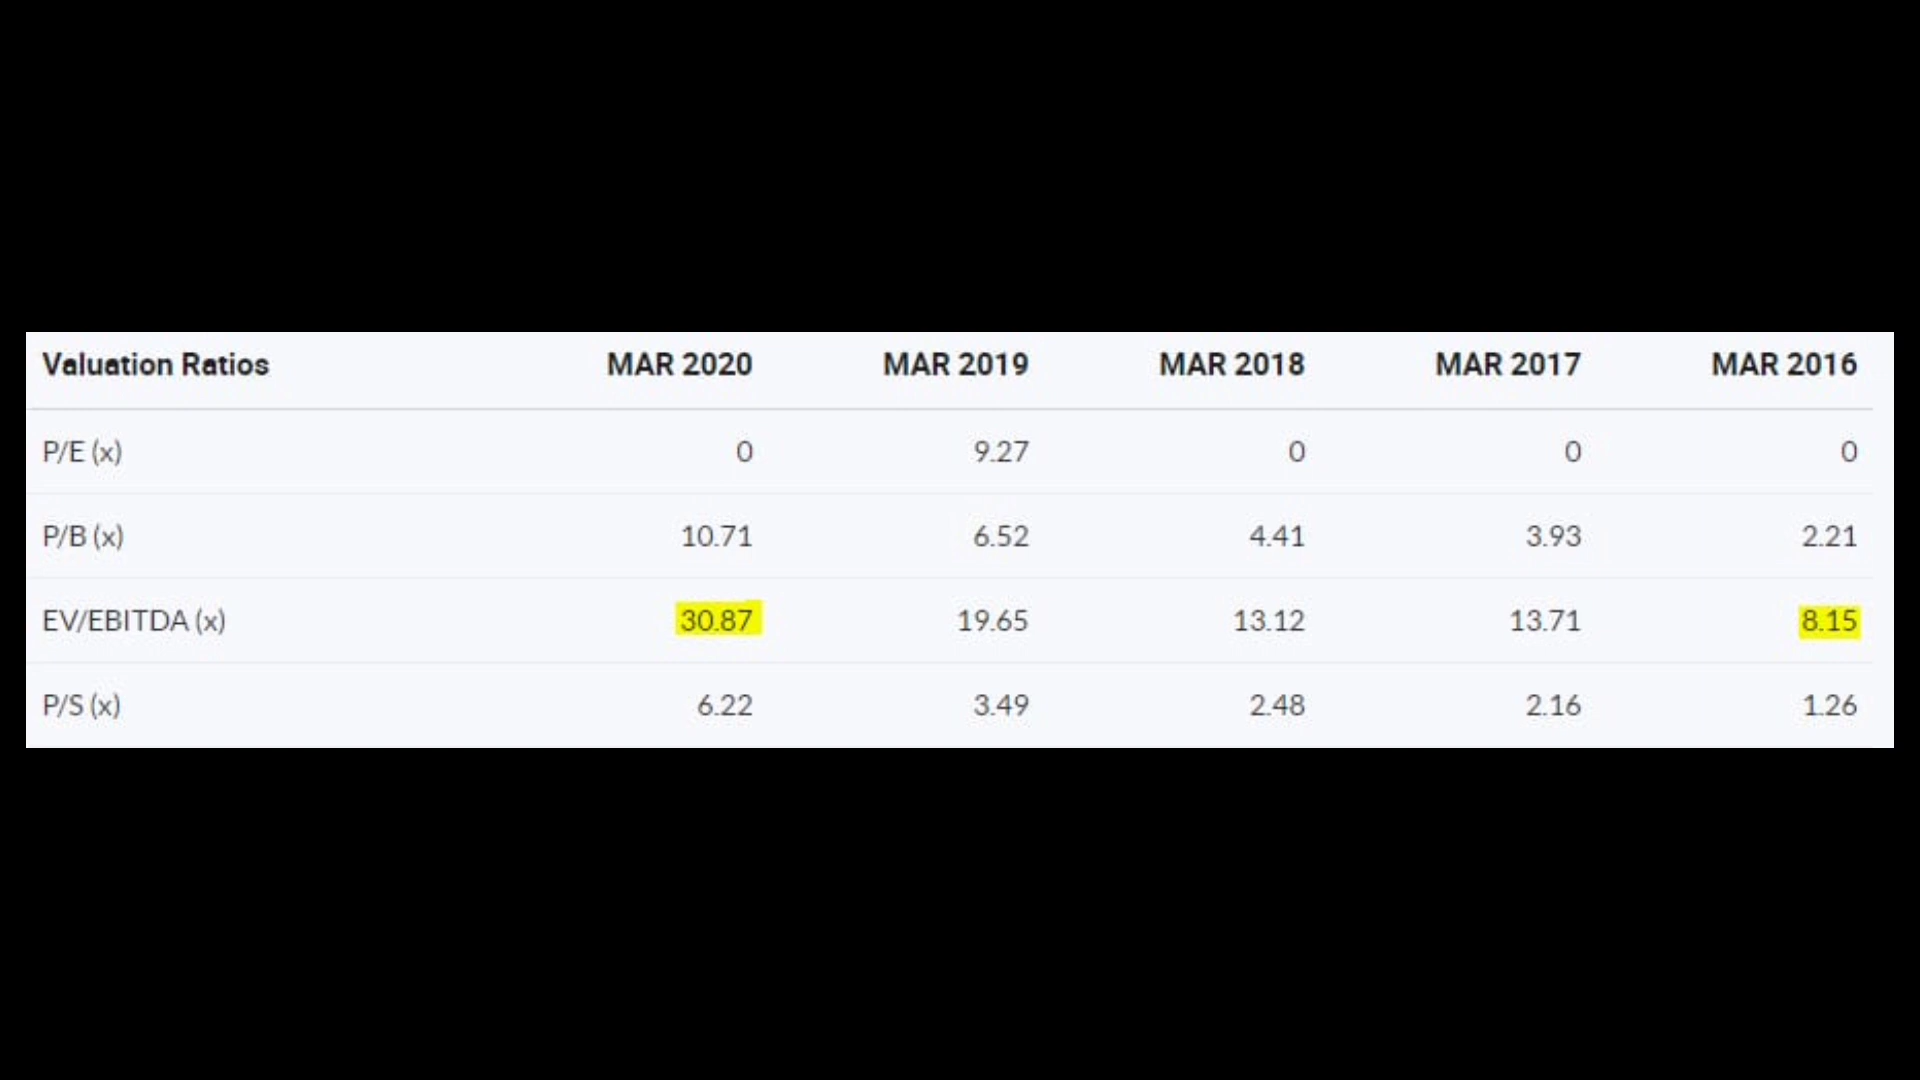 Valuation Ratios MAR 2020 MAR 2019 MAR 2018 MAR 2017 MAR 2016
P/E (x) 0 9.27 0 0 0
P/B (x) 10.71 6.52 4.41 3.93 2.21
EV/EBITDA (x) 30.87 19.65 13.12 13.71 8.15
P/S (x) 6.22 3.49 2.48 2.16 1.26